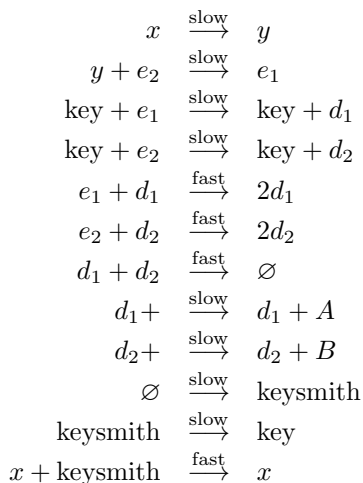 x slow⟶ y
y + e₂ slow⟶ e₁
key + e₁ slow⟶ key + d₁
key + e₂ slow⟶ key + d₂
e₁ + d₁ fast⟶ 2d₁
e₂ + d₂ fast⟶ 2d₂
d₁ + d₂ fast⟶ ∅
d₁+ slow⟶ d₁ + A
d₂+ slow⟶ d₂ + B
∅ slow⟶ keysmith
keysmith slow⟶ key
x + keysmith fast⟶ x